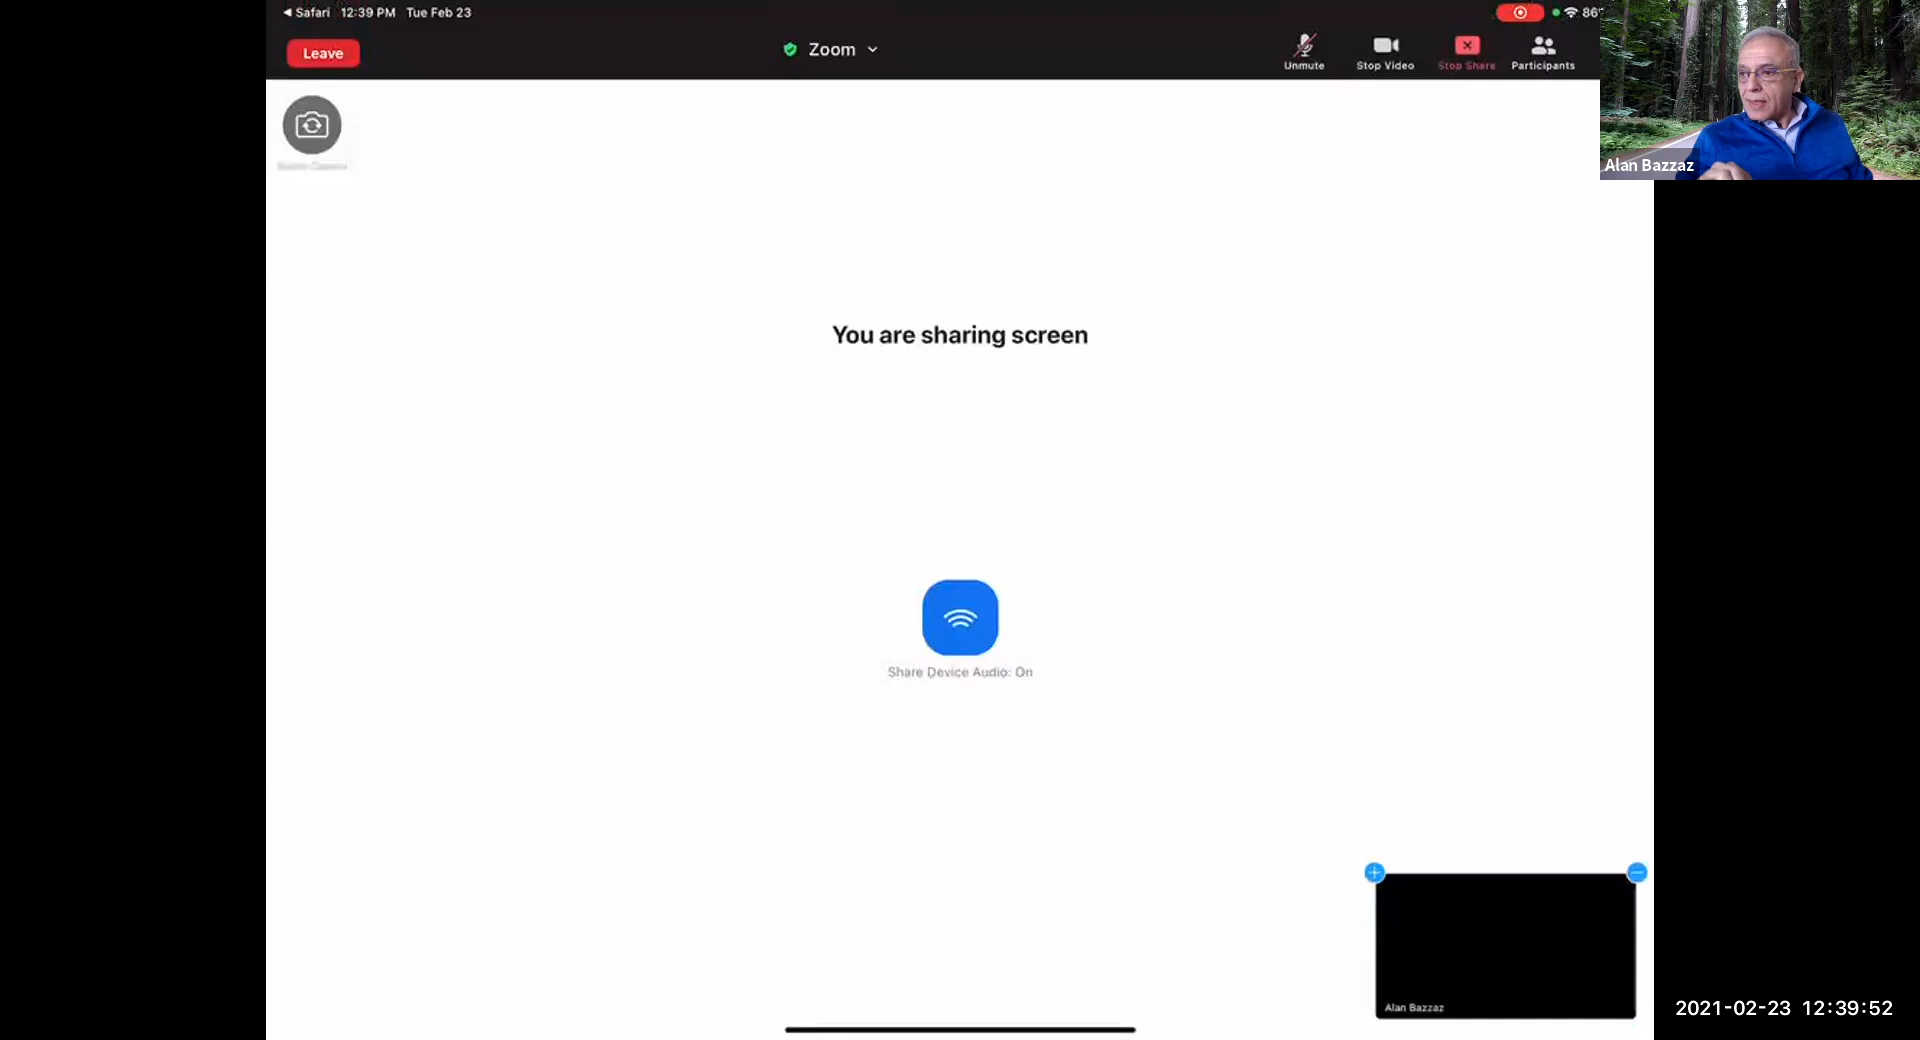 ◀ Safari 12:39 PM Tue Feb 23
86
Leave
Zoom
Unmute
Stop Video
Stop Share
Participants
Alan Bazzaz
You are sharing screen
Share Device Audio: On
Alan Bazzaz
2021-02-23 12:39:52